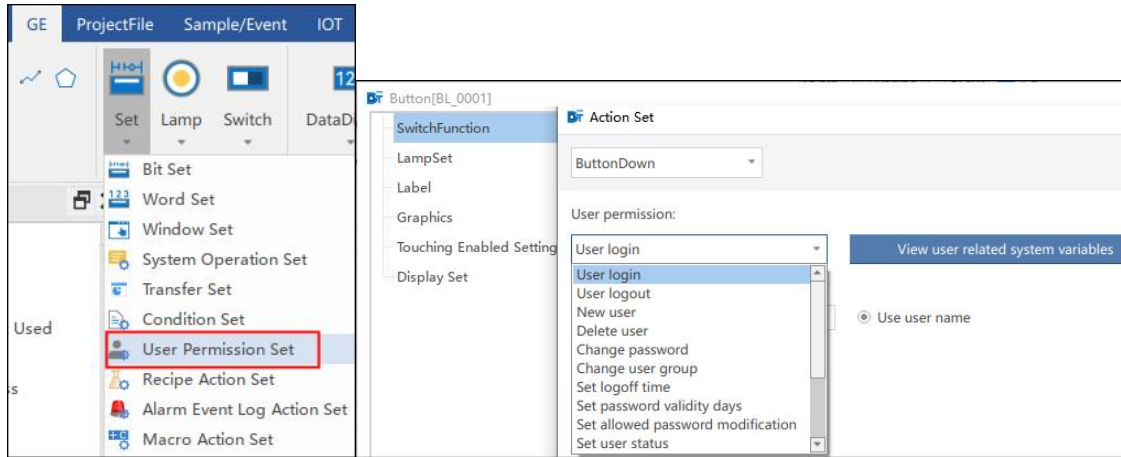 GE ProjectFile Sample/Event IOT
Set Lamp Switch
Bit Set
Word Set
Window Set
System Operation Set
Transfer Set
Condition Set
User Permission Set
Recipe Action Set
Alarm Event Log Action Set
Macro Action Set
Used
Button[BL_0001]
SwitchFunction
LampSet
Label
Graphics
Touching Enabled Setting
Display Set
Action Set
ButtonDown
User permission:
User login
View user related system variables
User login
User logout
New user
Delete user
Change password
Change user group
Set logoff time
Set password validity days
Set allowed password modification
Set user status
Use user name